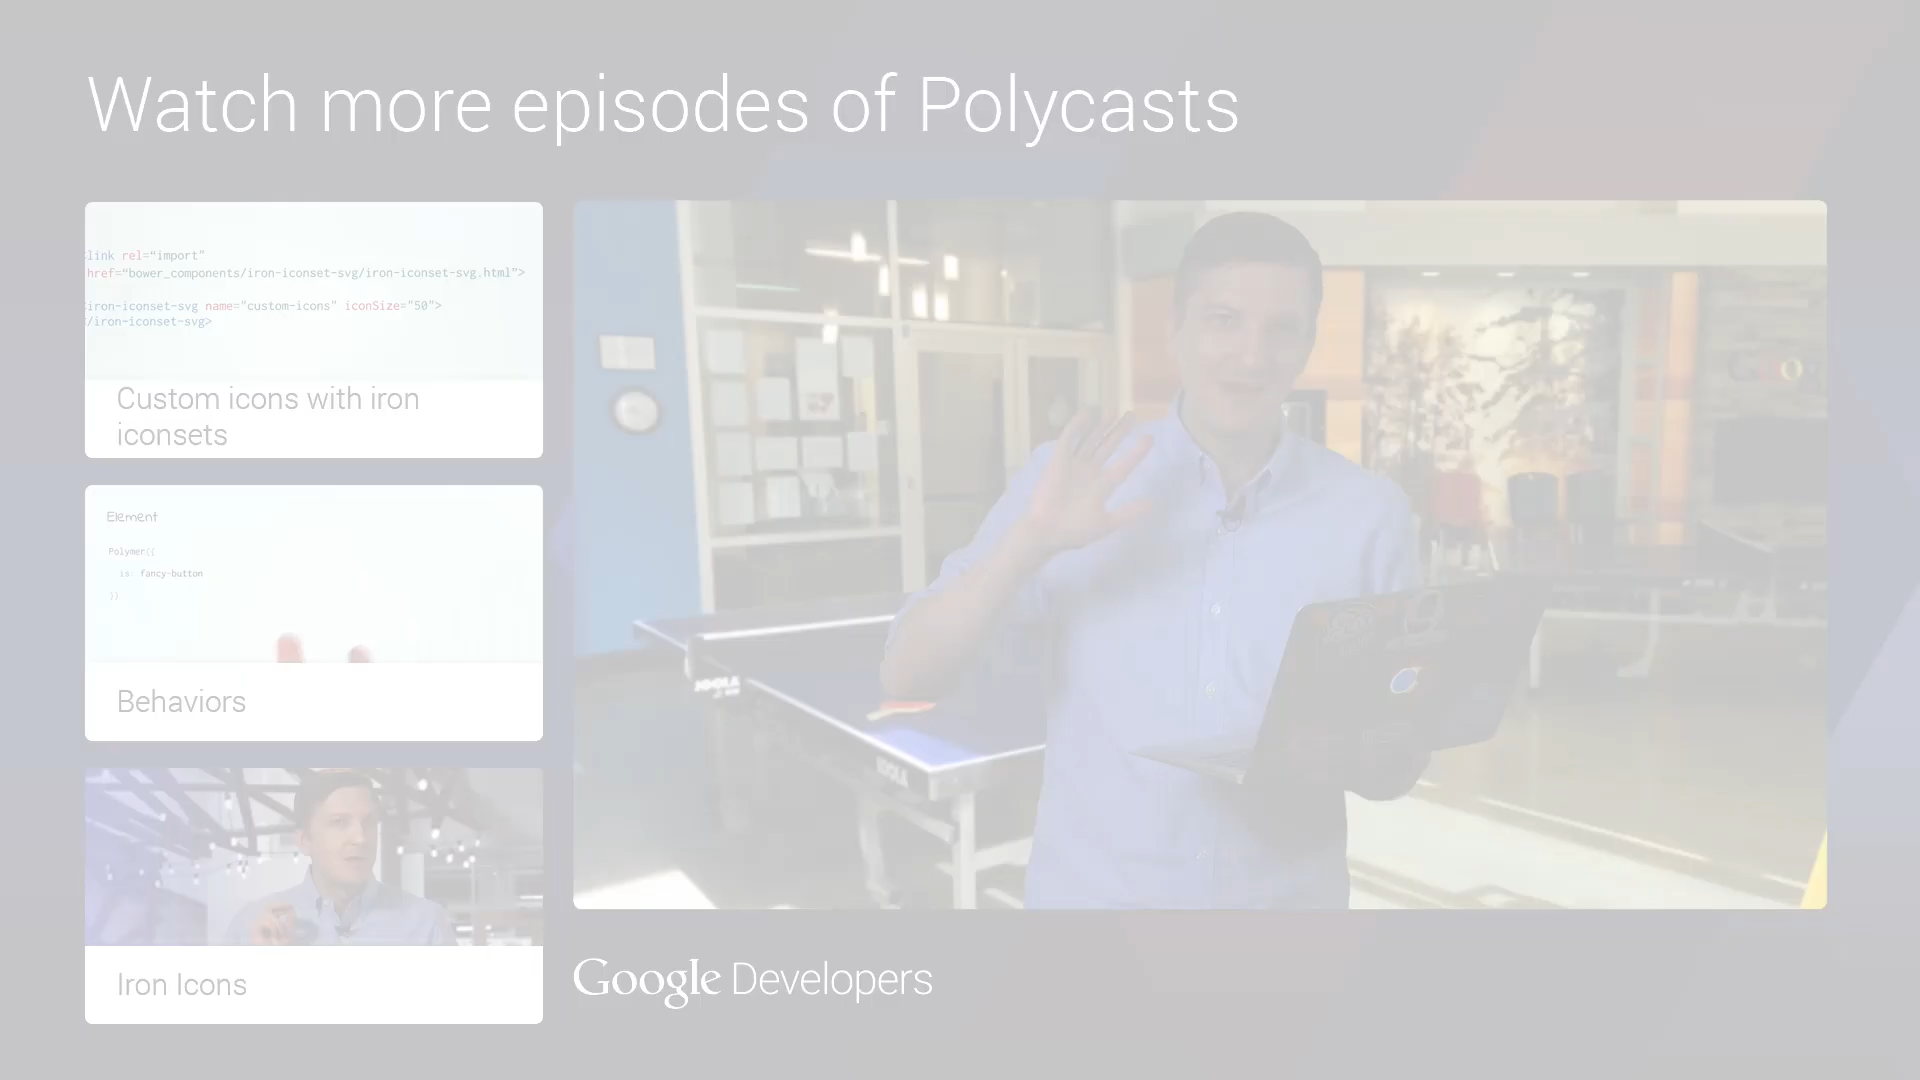 Watch more episodes of Polycasts
link rel="import"
href="bower_components/iron-iconset-svg/iron-iconset-svg.html">
iron-iconset-svg name="custom-icons" iconSize="50">
/iron-iconset-svg>
Custom icons with iron
iconsets
Element
Polymer({
is: fancy-button
})
Behaviors
Iron Icons
JOOLA
JOOLA
Google Developers